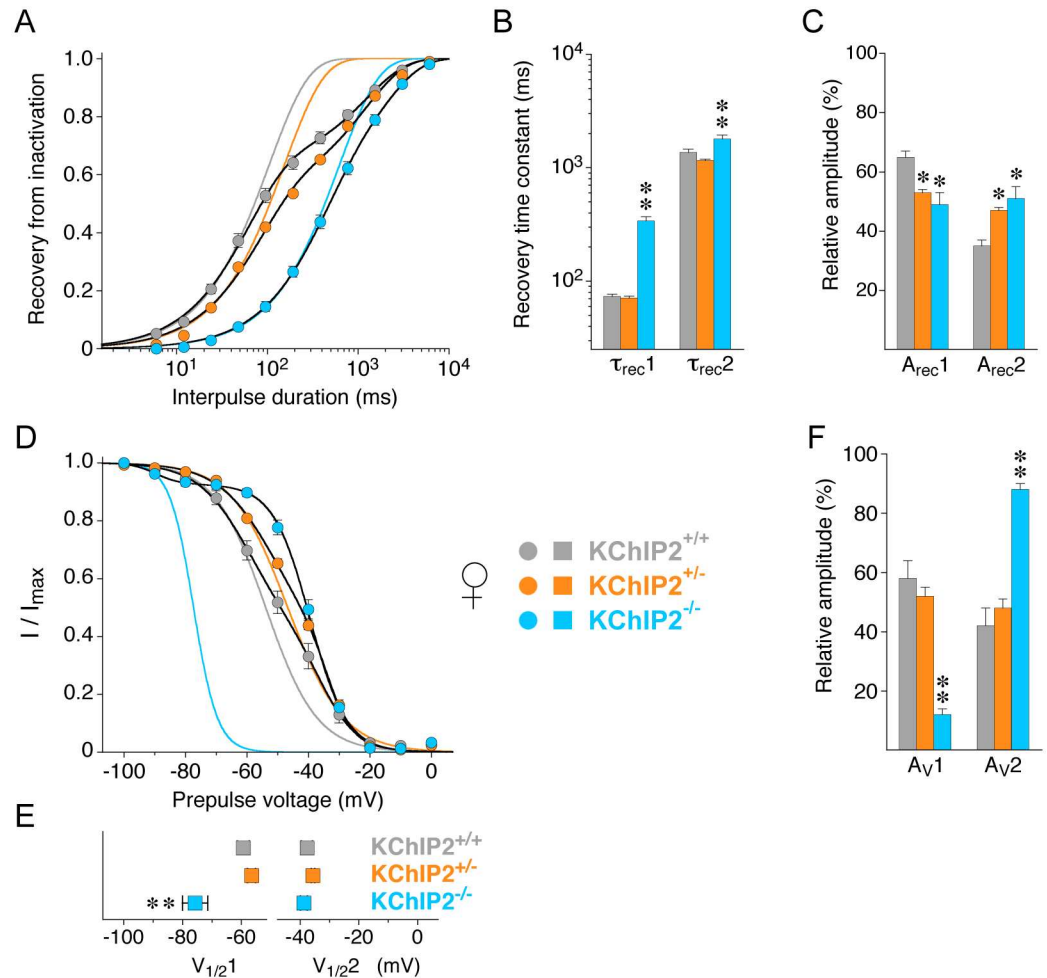 A
Recovery from inactivation
1.0
0.8
0.6
0.4
0.2
0
10¹ 10² 10³ 10⁴
Interpulse duration (ms)
B
Recovery time constant (ms)
10⁴
10³
10²
**
**
τrec1 τrec2
C
Relative amplitude (%)
100
80
60
40
20
* *
* *
Arec1 Arec2
D
I / Imax
1.0
0.8
0.6
0.4
0.2
0
-100 -80 -60 -40 -20 0
Prepulse voltage (mV)
♀
KChIP2+/+
KChIP2+/-
KChIP2-/-
F
Relative amplitude (%)
100
80
60
40
20
**
**
AV1 AV2
E
KChIP2+/+
KChIP2+/-
** KChIP2-/-
-100 -80 -60 -40 -20 0
V1/21 V1/22 (mV)